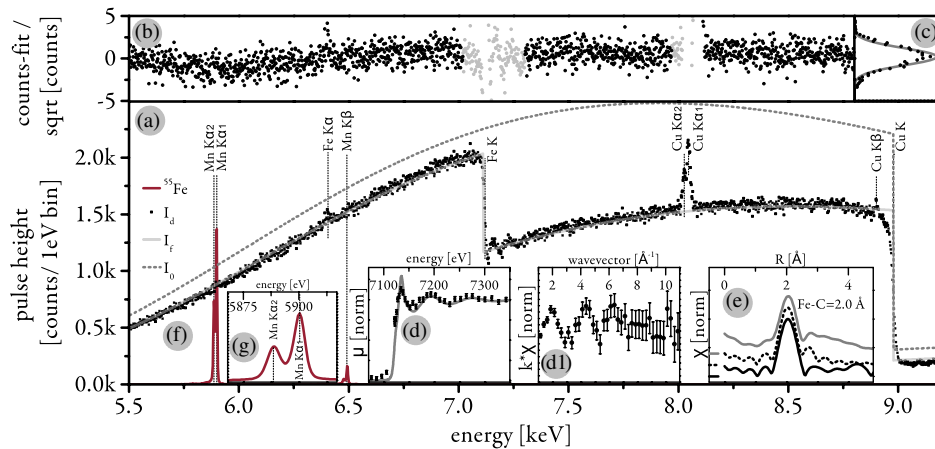 counts-fit /
sqrt [counts]
5
0
-5
(b)
(c)
(a)
pulse height
[counts/ 1eV bin]
2.0k
1.5k
1.0k
0.5k
0.0k
Mn Kα2
Mn Kα1
Fe Kα
Mn Kβ
Fe K
Cu Kα2
Cu Kα1
Cu Kβ
Cu K
55Fe
Id
If
I0
(f)
energy [eV]
5875 5900
(g)
Mn Kα2
Mn Kα1
energy [eV]
7100 7200 7300
μ [norm]
(d)
wavevector [Å-1]
2 4 6 8 10
k*χ [norm]
(d1)
R [Å]
0 2 4
χ [norm]
(e)
Fe-C=2.0 Å
5.5 6.0 6.5 7.0 7.5 8.0 8.5 9.0
energy [keV]